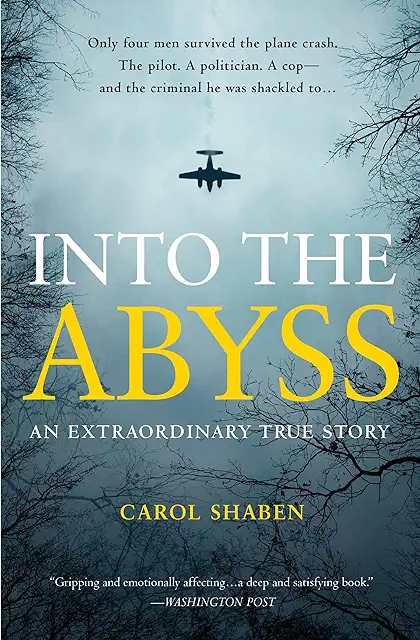 Only four men survived the plane crash.
The pilot. A politician. A cop—
and the criminal he was shackled to…
INTO THE
ABYSS
AN EXTRAORDINARY TRUE STORY
CAROL SHABEN
“Gripping and emotionally affecting…a deep and satisfying book.”
—WASHINGTON POST